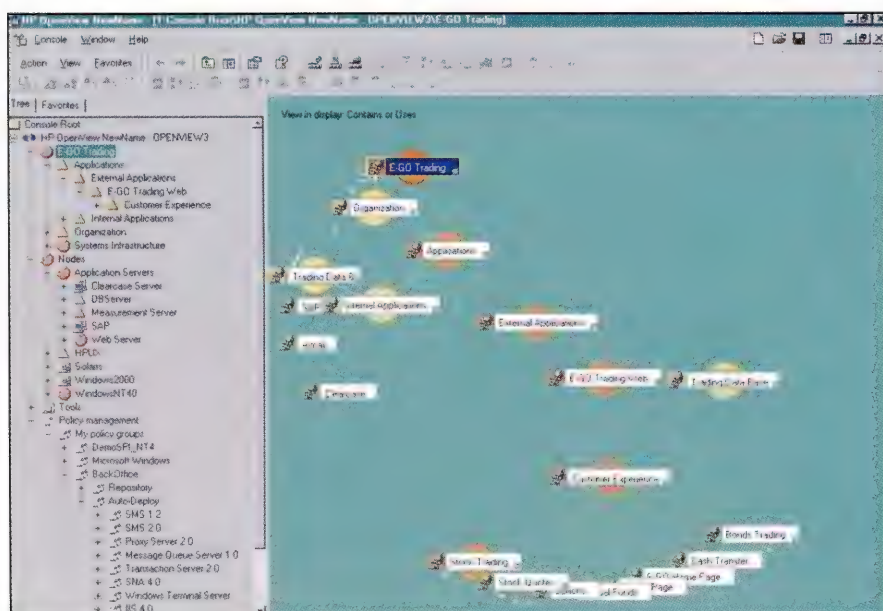 HP OpenView NewName - [1 Console Root\HP OpenView NewName : OPENVIEW3\E-GO Trading]
Console Window Help
Action View Favorites
Tree Favorites
Console Root
HP OpenView NewName : OPENVIEW3
E-GO Trading
Applications
External Applications
E-GO Trading Web
Customer Experience
Internal Applications
Organization
Systems Infrastructure
Nodes
Application Servers
Clearcase Server
DBServer
Measurement Server
SAP
Web Server
HPUX
Solaris
Windows2000
WindowsNT40
Tools
Policy management
My policy groups
DemoSPI_NT4
Microsoft Windows
BackOffice
Repository
Auto-Deploy
SMS 1.2
SMS 2.0
Proxy Server 2.0
Message Queue Server 1.0
Transaction Server 2.0
SNA 4.0
Windows Terminal Server
IIS 4.0
View in display: Contains or Uses
E-GO Trading
Organization
Applications
Trading Data B
SAP
Internal Applications
External Applications
E-GO Trading Web
Trading Data Base
Clearcase
Customer Experience
Bonds Trading
Stock Trading
Cash Transfer
Stock Quotes
Page
Page